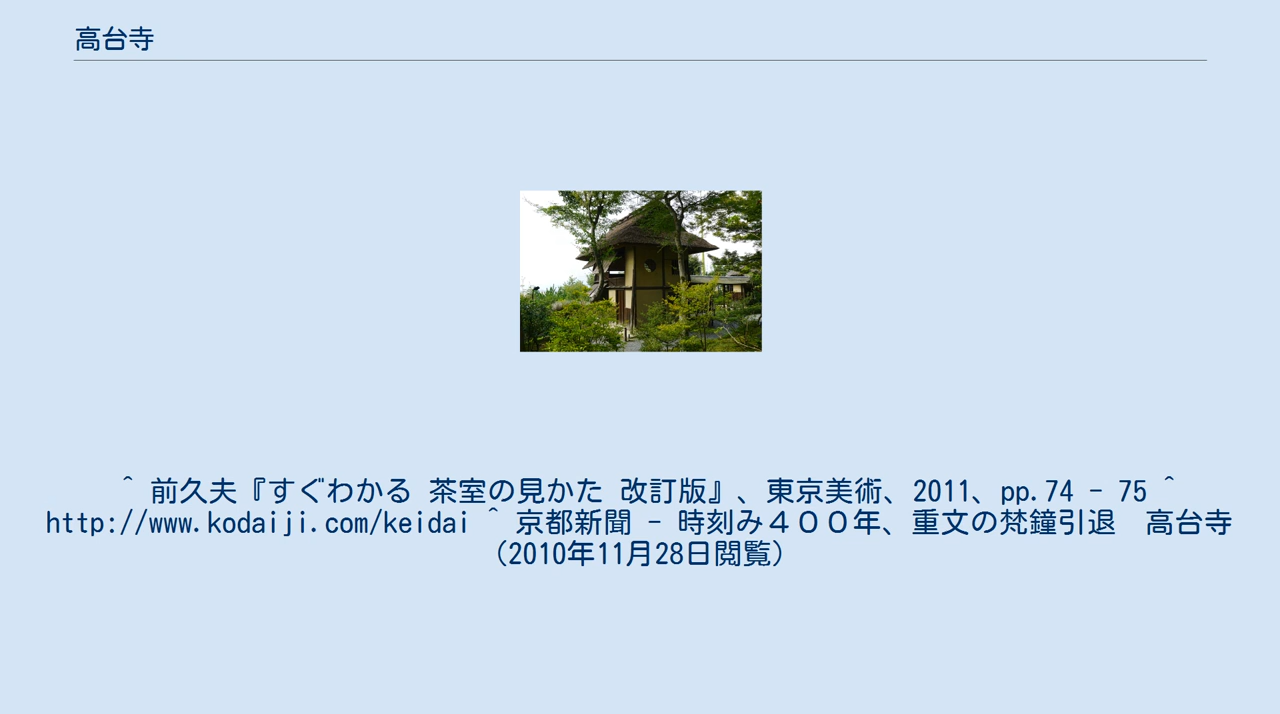 高台寺
^ 前久夫『すぐわかる 茶室の見かた 改訂版』、東京美術、2011、pp.74 - 75 ^
http://www.kodaiji.com/keidai ^ 京都新聞 - 時刻み４００年、重文の梵鐘引退　高台寺
（2010年11月28日閲覧）